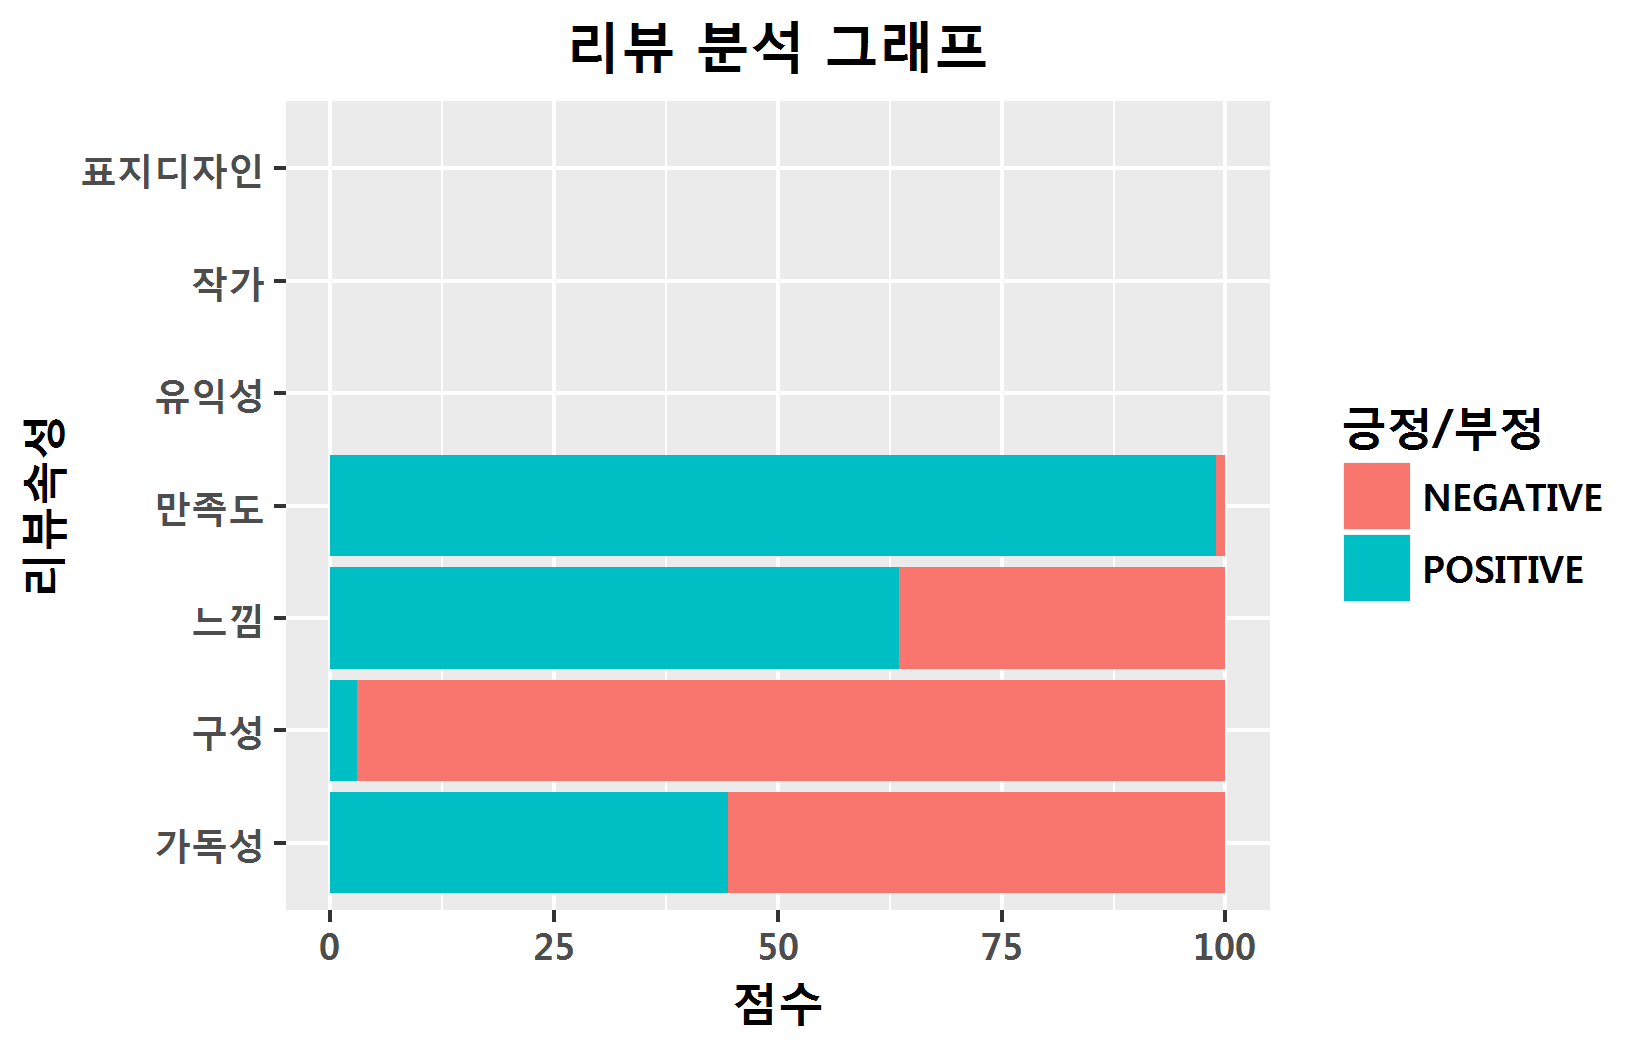 리뷰 분석 그래프
리뷰속성
표지디자인
작가
유익성
만족도
느낌
구성
가독성
0 25 50 75 100
점수
긍정/부정
NEGATIVE
POSITIVE